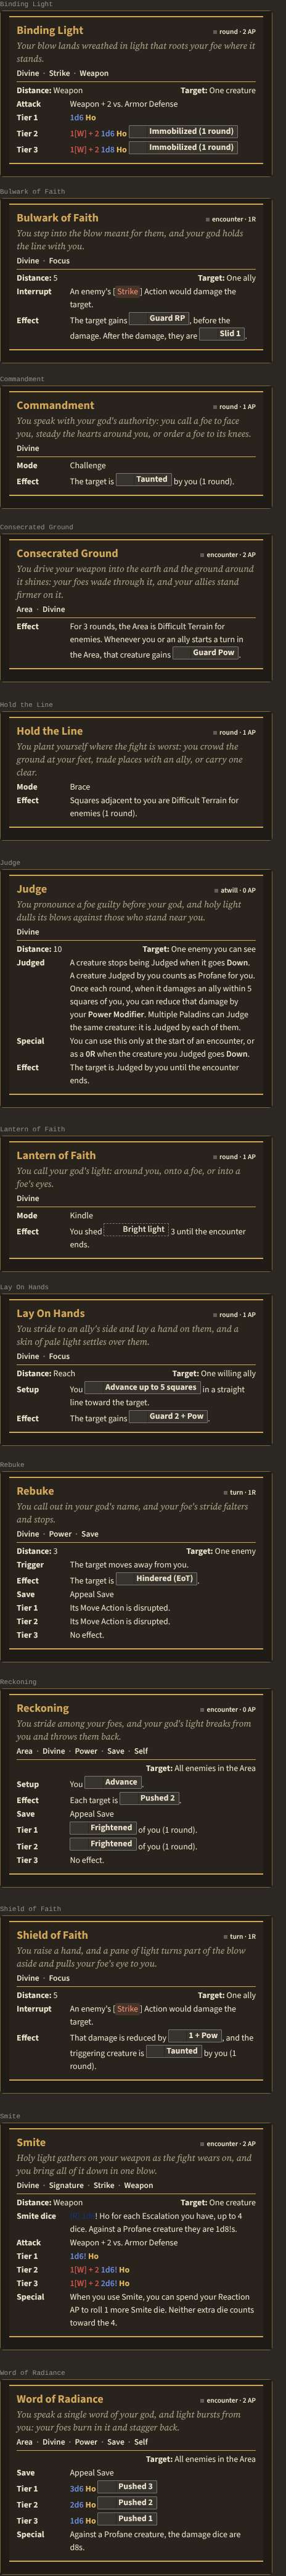 Binding Light
Binding Light ■ round · 2 AP
Your blow lands wreathed in light that roots your foe where it
stands.
Divine · Strike · Weapon
Distance: Weapon Target: One creature
Attack Weapon + 2 vs. Armor Defense
Tier 1 1d6 Ho
Tier 2 1[W] + 2 1d6 Ho Immobilized (1 round)
Tier 3 1[W] + 2 1d8 Ho Immobilized (1 round)
Bulwark of Faith
Bulwark of Faith ■ encounter · 1R
You step into the blow meant for them, and your god holds
the line with you.
Divine · Focus
Distance: 5 Target: One ally
Interrupt An enemy's [Strike] Action would damage the
target.
Effect The target gains Guard RP, before the
damage. After the damage, they are Slid 1.
Commandment
Commandment ■ round · 1 AP
You speak with your god's authority: you call a foe to face
you, steady the hearts around you, or order a foe to its knees.
Divine
Mode Challenge
Effect The target is Taunted by you (1 round).
Consecrated Ground
Consecrated Ground ■ encounter · 2 AP
You drive your weapon into the earth and the ground around
it shines; your foes wade through it, and your allies stand
firmer on it.
Area · Divine
Effect For 3 rounds, the Area is Difficult Terrain for
enemies. Whenever you or an ally starts a turn in
the Area, that creature gains Guard Pow.
Hold the Line
Hold the Line ■ round · 1 AP
You plant yourself where the fight is worst: you crowd the
ground at your feet, trade places with an ally, or carry one
clear.
Mode Brace
Effect Squares adjacent to you are Difficult Terrain for
enemies (1 round).
Judge
Judge ■ atwill · 0 AP
You pronounce a foe guilty before your god, and holy light
dulls its blows against those who stand near you.
Divine
Distance: 10 Target: One enemy you can see
Judged A creature stops being Judged when it goes Down.
A creature Judged by you counts as Profane for you.
Once each round, when it damages an ally within 5
squares of you, you can reduce that damage by
your Power Modifier. Multiple Paladins can Judge
the same creature: it is Judged by each of them.
Special You can use this only at the start of an encounter, or
as a 0R when the creature you Judged goes Down.
Effect The target is Judged by you until the encounter
ends.
Lantern of Faith
Lantern of Faith ■ round · 1 AP
You call your god's light: around you, onto a foe, or into a
foe's eyes.
Divine
Mode Kindle
Effect You shed Bright light 3 until the encounter
ends.
Lay On Hands
Lay On Hands ■ round · 1 AP
You stride to an ally's side and lay a hand on them, and a
skin of pale light settles over them.
Divine · Focus
Distance: Reach Target: One willing ally
Setup You Advance up to 5 squares in a straight
line toward the target.
Effect The target gains Guard 2 + Pow.
Rebuke
Rebuke ■ turn · 1R
You call out in your god's name, and your foe's stride falters
and stops.
Divine · Power · Save
Distance: 3 Target: One enemy
Trigger The target moves away from you.
Effect The target is Hindered (EoT).
Save Appeal Save
Tier 1 Its Move Action is disrupted.
Tier 2 Its Move Action is disrupted.
Tier 3 No effect.
Reckoning
Reckoning ■ encounter · 0 AP
You stride among your foes, and your god's light breaks from
you and throws them back.
Area · Divine · Power · Save · Self
Target: All enemies in the Area
Setup You Advance.
Effect Each target is Pushed 2.
Save Appeal Save
Tier 1 Frightened of you (1 round).
Tier 2 Frightened of you (1 round).
Tier 3 No effect.
Shield of Faith
Shield of Faith ■ turn · 1R
You raise a hand, and a pane of light turns part of the blow
aside and pulls your foe's eye to you.
Divine · Focus
Distance: 5 Target: One ally
Interrupt An enemy's [Strike] Action would damage the
target.
Effect That damage is reduced by 1 + Pow, and the
triggering creature is Taunted by you (1
round).
Smite
Smite ■ encounter · 2 AP
Holy light gathers on your weapon as the fight wears on, and
you bring all of it down in one blow.
Divine · Signature · Strike · Weapon
Distance: Weapon Target: One creature
Smite dice ! Ho for each Escalation you have, up to 4
dice. Against a Profane creature they are 1d8!s.
Attack Weapon + 2 vs. Armor Defense
Tier 1 1d6! Ho
Tier 2 1[W] + 2 1d6! Ho
Tier 3 1[W] + 2 2d6! Ho
Special When you use Smite, you can spend your Reaction
AP to roll 1 more Smite die. Neither extra die counts
toward the 4.
Word of Radiance
Word of Radiance ■ encounter · 2 AP
You speak a single word of your god, and light bursts from
you: your foes burn in it and stagger back.
Area · Divine · Power · Save · Self
Target: All enemies in the Area
Save Appeal Save
Tier 1 3d6 Ho Pushed 3
Tier 2 2d6 Ho Pushed 2
Tier 3 1d6 Ho Pushed 1
Special Against a Profane creature, the damage dice are
d8s.